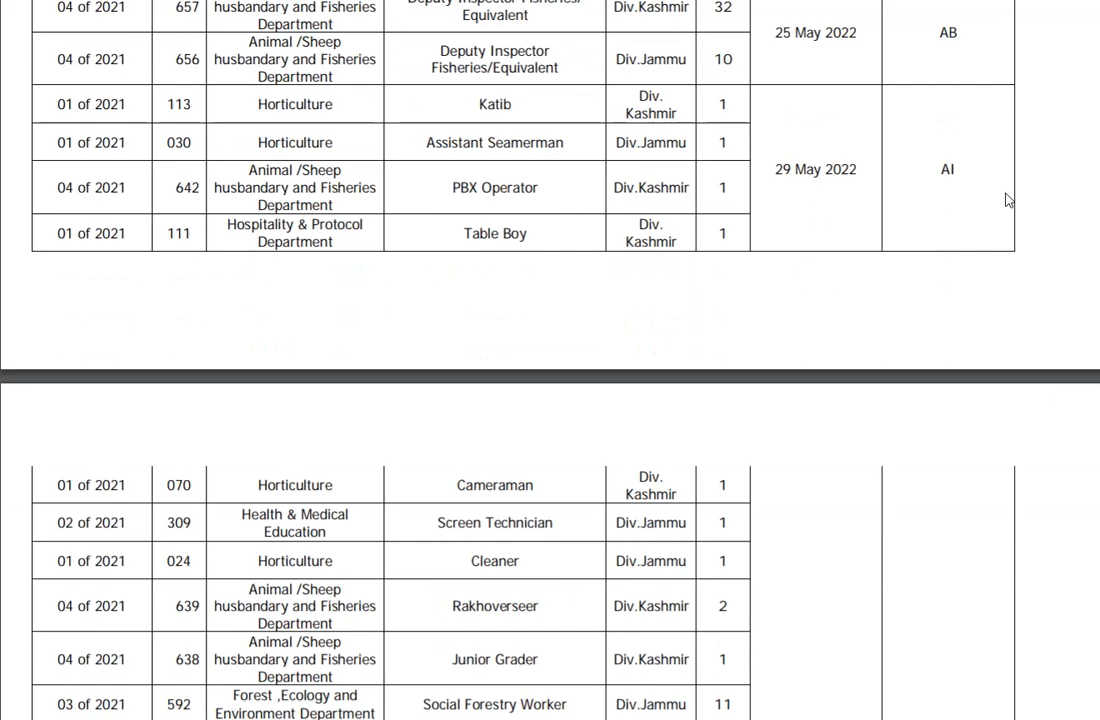 04 of 2021 657 husbandary and Fisheries Department Deputy Inspector Fisheries/ Equivalent Div.Kashmir 32
25 May 2022 AB
04 of 2021 656 Animal /Sheep husbandary and Fisheries Department Deputy Inspector Fisheries/Equivalent Div.Jammu 10
01 of 2021 113 Horticulture Katib Div. Kashmir 1
01 of 2021 030 Horticulture Assistant Seamerman Div.Jammu 1
29 May 2022 AI
04 of 2021 642 Animal /Sheep husbandary and Fisheries Department PBX Operator Div.Kashmir 1
01 of 2021 111 Hospitality & Protocol Department Table Boy Div. Kashmir 1
01 of 2021 070 Horticulture Cameraman Div. Kashmir 1
02 of 2021 309 Health & Medical Education Screen Technician Div.Jammu 1
01 of 2021 024 Horticulture Cleaner Div.Jammu 1
04 of 2021 639 Animal /Sheep husbandary and Fisheries Department Rakhoverseer Div.Kashmir 2
04 of 2021 638 Animal /Sheep husbandary and Fisheries Department Junior Grader Div.Kashmir 1
03 of 2021 592 Forest ,Ecology and Environment Department Social Forestry Worker Div.Jammu 11